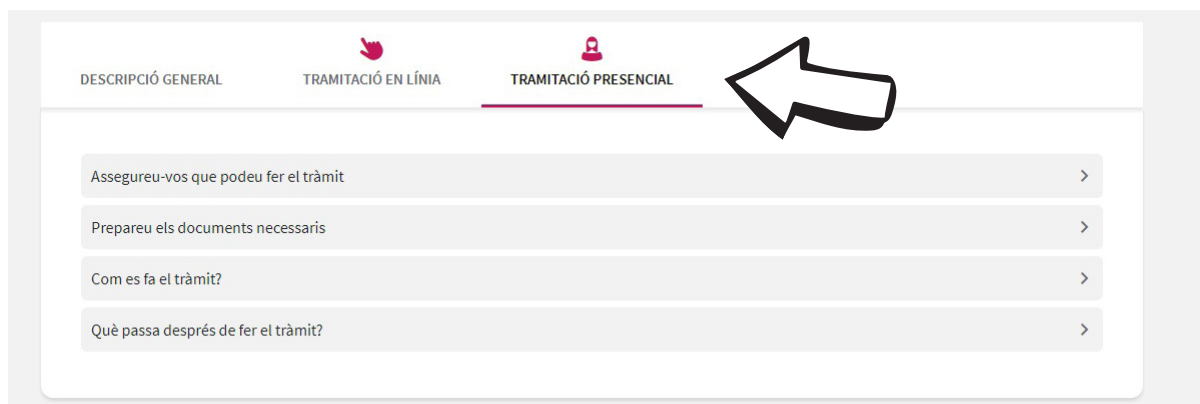 DESCRIPCIÓ GENERAL
TRAMITACIÓ EN LÍNIA
TRAMITACIÓ PRESENCIAL
Assegureu-vos que podeu fer el tràmit
Prepareu els documents necessaris
Com es fa el tràmit?
Què passa després de fer el tràmit?